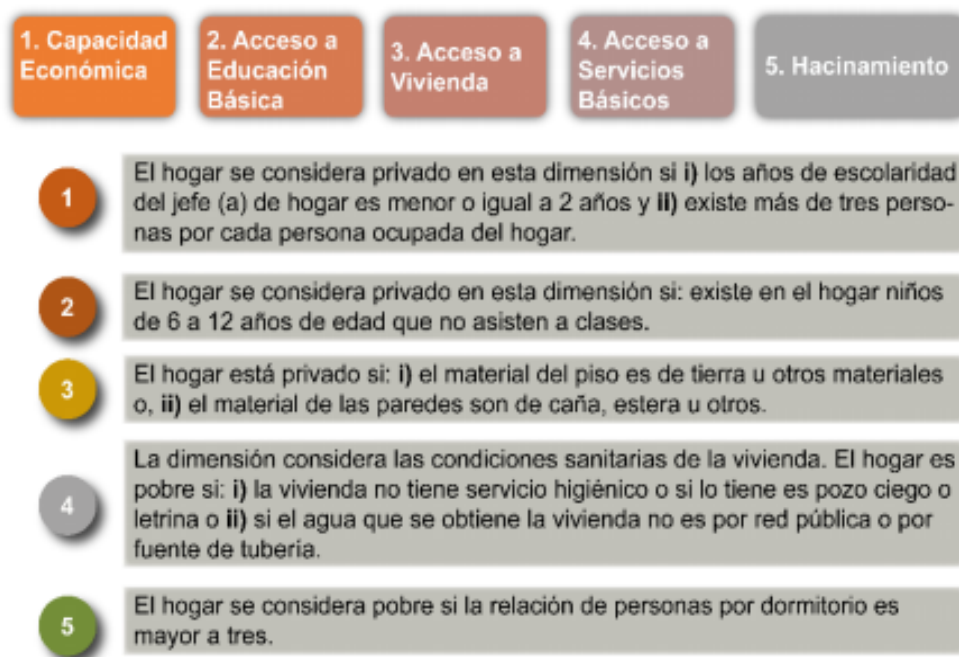 1. Capacidad
Económica
2. Acceso a
Educación
Básica
3. Acceso a
Vivienda
4. Acceso a
Servicios
Básicos
5. Hacinamiento
1
El hogar se considera privado en esta dimensión si i) los años de escolaridad
del jefe (a) de hogar es menor o igual a 2 años y ii) existe más de tres perso-
nas por cada persona ocupada del hogar.
2
El hogar se considera privado en esta dimensión si: existe en el hogar niños
de 6 a 12 años de edad que no asisten a clases.
3
El hogar está privado si: i) el material del piso es de tierra u otros materiales
o, ii) el material de las paredes son de caña, estera u otros.
4
La dimensión considera las condiciones sanitarias de la vivienda. El hogar es
pobre si: i) la vivienda no tiene servicio higiénico o si lo tiene es pozo ciego o
letrina o ii) si el agua que se obtiene la vivienda no es por red pública o por
fuente de tubería.
5
El hogar se considera pobre si la relación de personas por dormitorio es
mayor a tres.